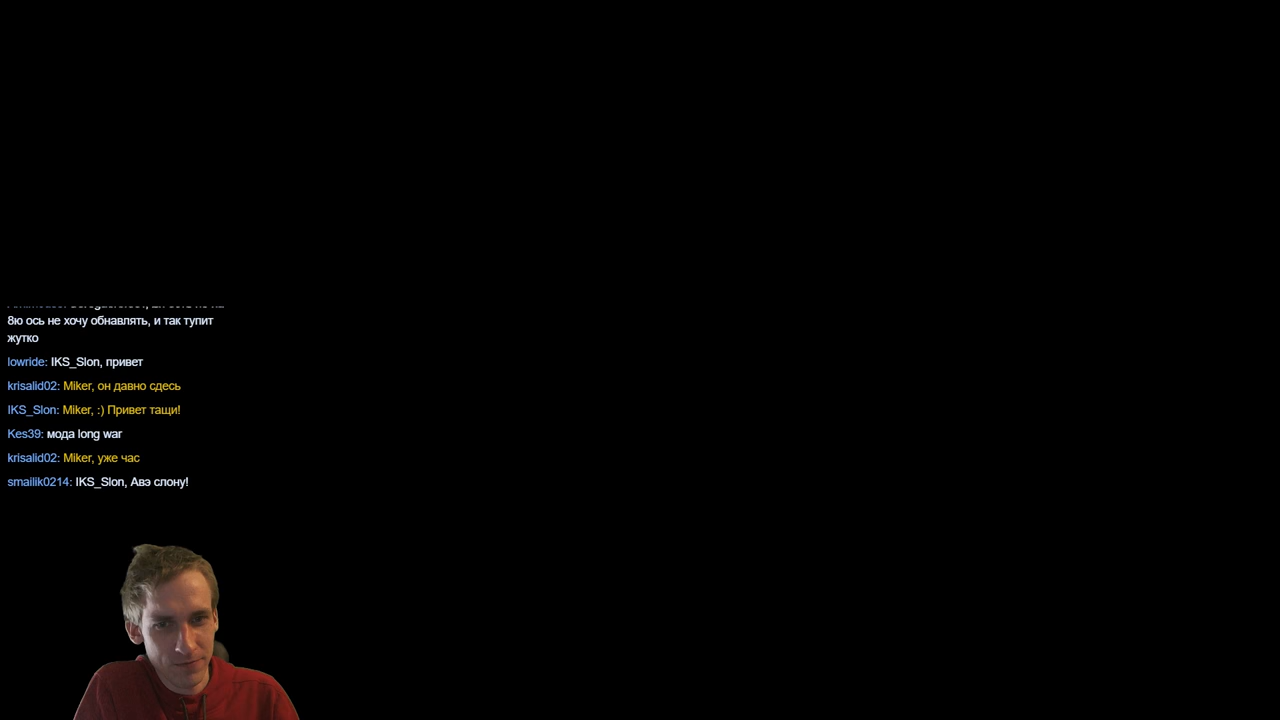 8ю ось не хочу обнавлять, и так тупит
жутко
lowride: IKS_Slon, привет
krisalid02: Miker, он давно сдесь
IKS_Slon: Miker, :) Привет тащи!
Kes39: мода long war
krisalid02: Miker, уже час
smailik0214: IKS_Slon, Авэ слону!